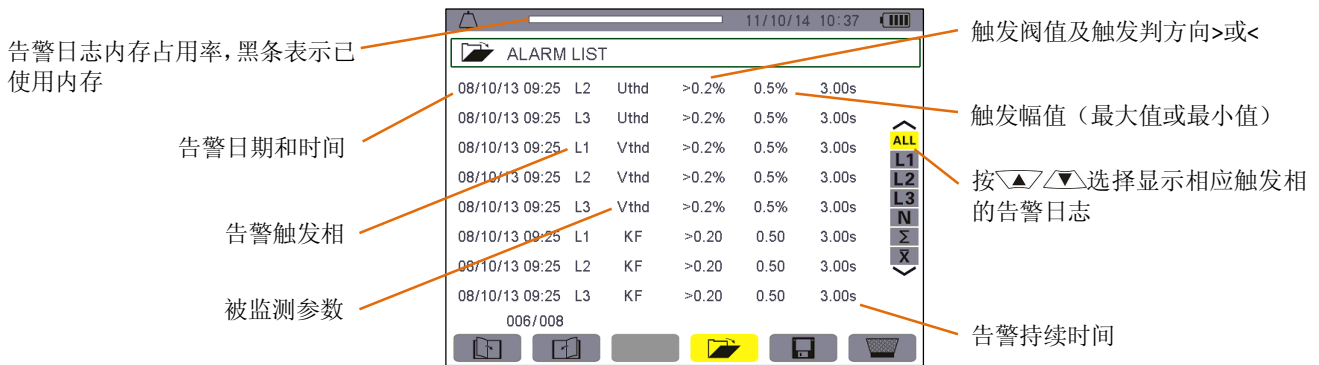 告警日志内存占用率，黑条表示已
使用内存
告警日期和时间
告警触发相
被监测参数
11/10/14 10:37
ALARM LIST
08/10/13 09:25 L2 Uthd >0.2% 0.5% 3.00s
08/10/13 09:25 L3 Uthd >0.2% 0.5% 3.00s
08/10/13 09:25 L1 Vthd >0.2% 0.5% 3.00s
08/10/13 09:25 L2 Vthd >0.2% 0.5% 3.00s
08/10/13 09:25 L3 Vthd >0.2% 0.5% 3.00s
08/10/13 09:25 L1 KF >0.20 0.50 3.00s
08/10/13 09:25 L2 KF >0.20 0.50 3.00s
08/10/13 09:25 L3 KF >0.20 0.50 3.00s
006/008
ALL
L1
L2
L3
N
Σ
X̄
触发阀值及触发判方向>或<
触发幅值（最大值或最小值）
按▲/▼选择显示相应触发相
的告警日志
告警持续时间